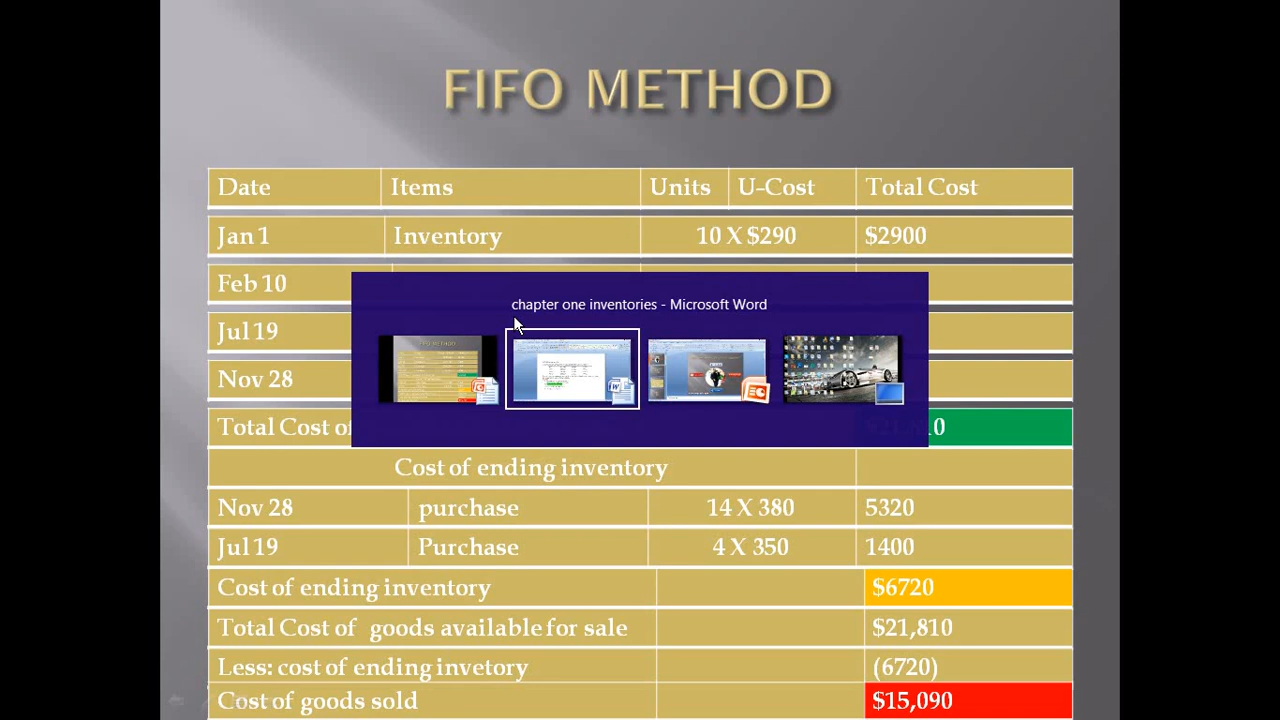 FIFO METHOD
Date Items Units U-Cost Total Cost
Jan 1 Inventory 10 X $290 $2900
Feb 10
Jul 19
Nov 28
chapter one inventories - Microsoft Word
Total Cost of
Cost of ending inventory
Nov 28 purchase 14 X 380 5320
Jul 19 Purchase 4 X 350 1400
Cost of ending inventory $6720
Total Cost of goods available for sale $21,810
Less: cost of ending invetory (6720)
Cost of goods sold $15,090